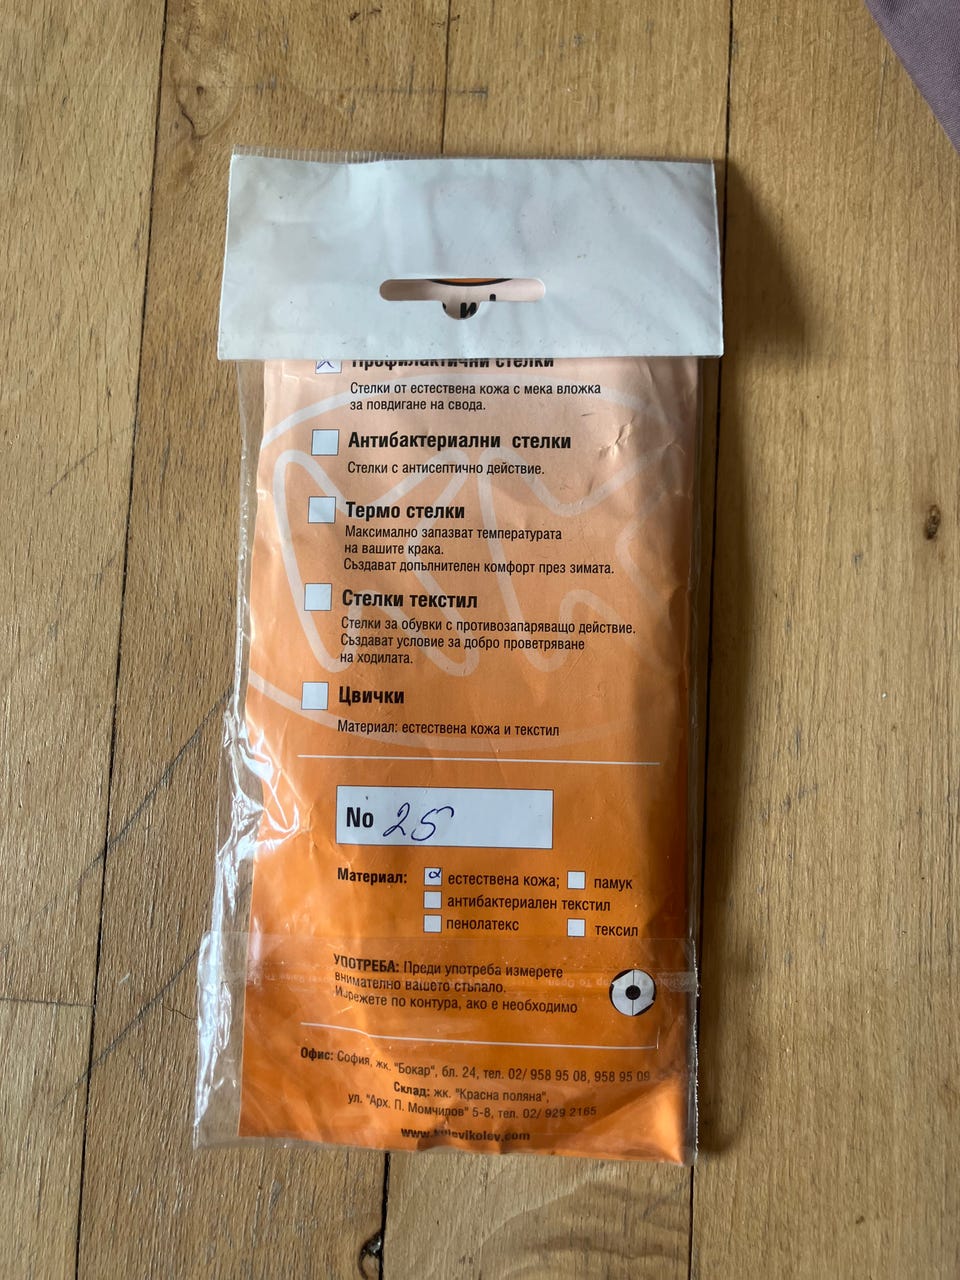 Профилактични стелки
Стелки от естествена кожа с мека вложка
за повдигане на свода.
Антибактериални стелки
Стелки с антисептично действие.
Термо стелки
Максимално запазват температурата
на вашите крака.
Създават допълнителен комфорт през зимата.
Стелки текстил
Стелки за обувки с противозапаряващо действие.
Създават условие за добро проветряване
на ходилата.
Цвички
Материал: естествена кожа и текстил
No 25
Материал: естествена кожа; памук
антибактериален текстил
пенолатекс тексил
УПОТРЕБА: Преди употреба измерете
внимателно вашето стъпало.
Изрежете по контура, ако е необходимо
Офис: София, жк. "Бокар", бл. 24, тел. 02/ 958 95 08, 958 95 09
Склад: жк. "Красна поляна",
ул. "Арх. П. Момчилов" 5-8, тел. 02/ 929 2165